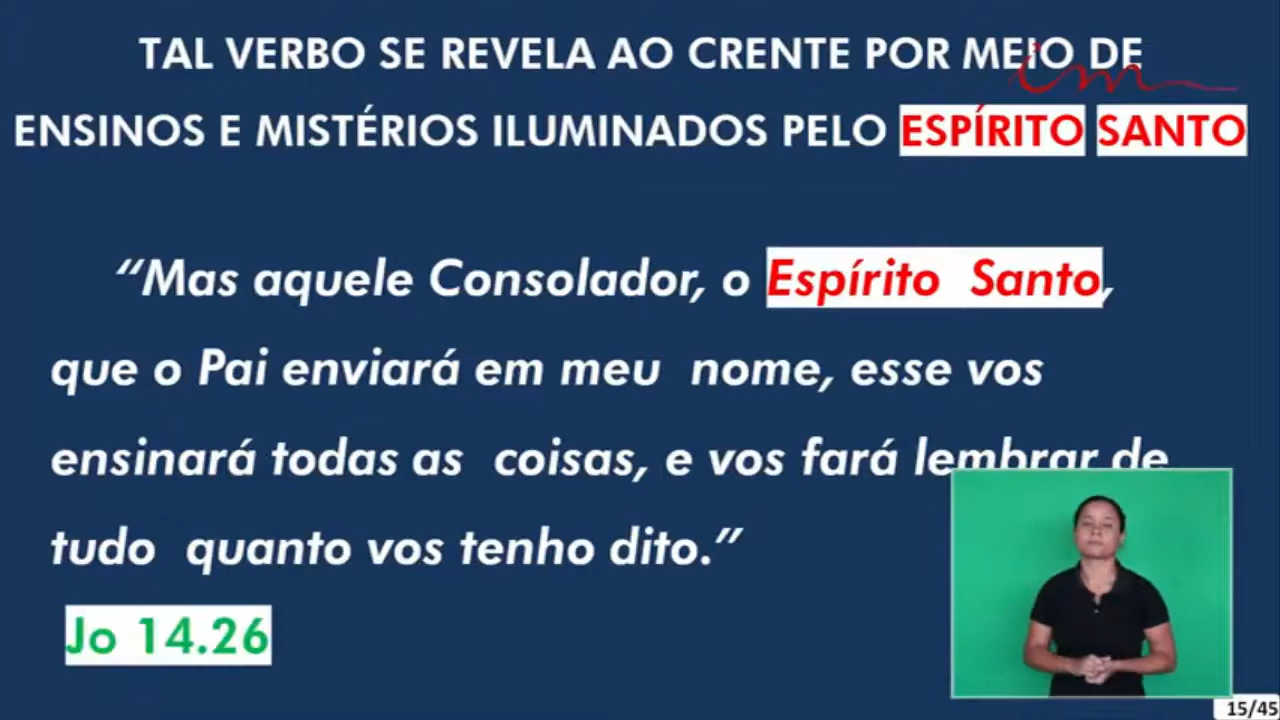 TAL VERBO SE REVELA AO CRENTE POR MEIO DE
ENSINOS E MISTÉRIOS ILUMINADOS PELO ESPÍRITO SANTO
“Mas aquele Consolador, o Espírito Santo,
que o Pai enviará em meu nome, esse vos
ensinará todas as coisas, e vos fará lembrar de
tudo quanto vos tenho dito.”
Jo 14.26
15/45